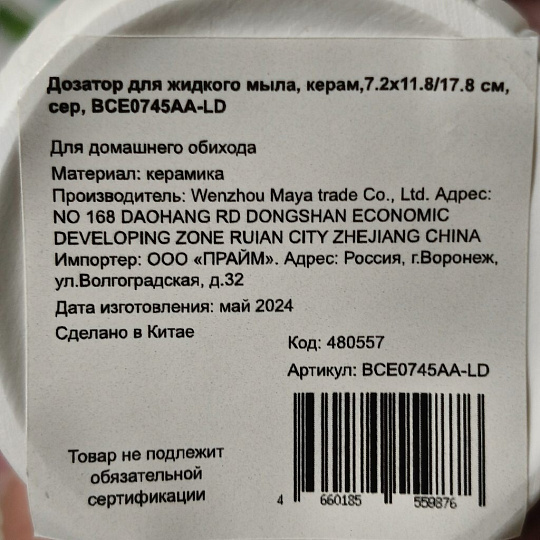 Дозатор для жидкого мыла, керам,7.2х11.8/17.8 см,
сер, BCE0745AA-LD
Для домашнего обихода
Материал: керамика
Производитель: Wenzhou Maya trade Co., Ltd. Адрес:
NO 168 DAOHANG RD DONGSHAN ECONOMIC
DEVELOPING ZONE RUIAN CITY ZHEJIANG CHINA
Импортер: ООО «ПРАЙМ». Адрес: Россия, г.Воронеж,
ул.Волгоградская, д.32
Дата изготовления: май 2024
Сделано в Китае
Код: 480557
Артикул: BCE0745AA-LD
Товар не подлежит
обязательной
сертификации
4 660185 559876